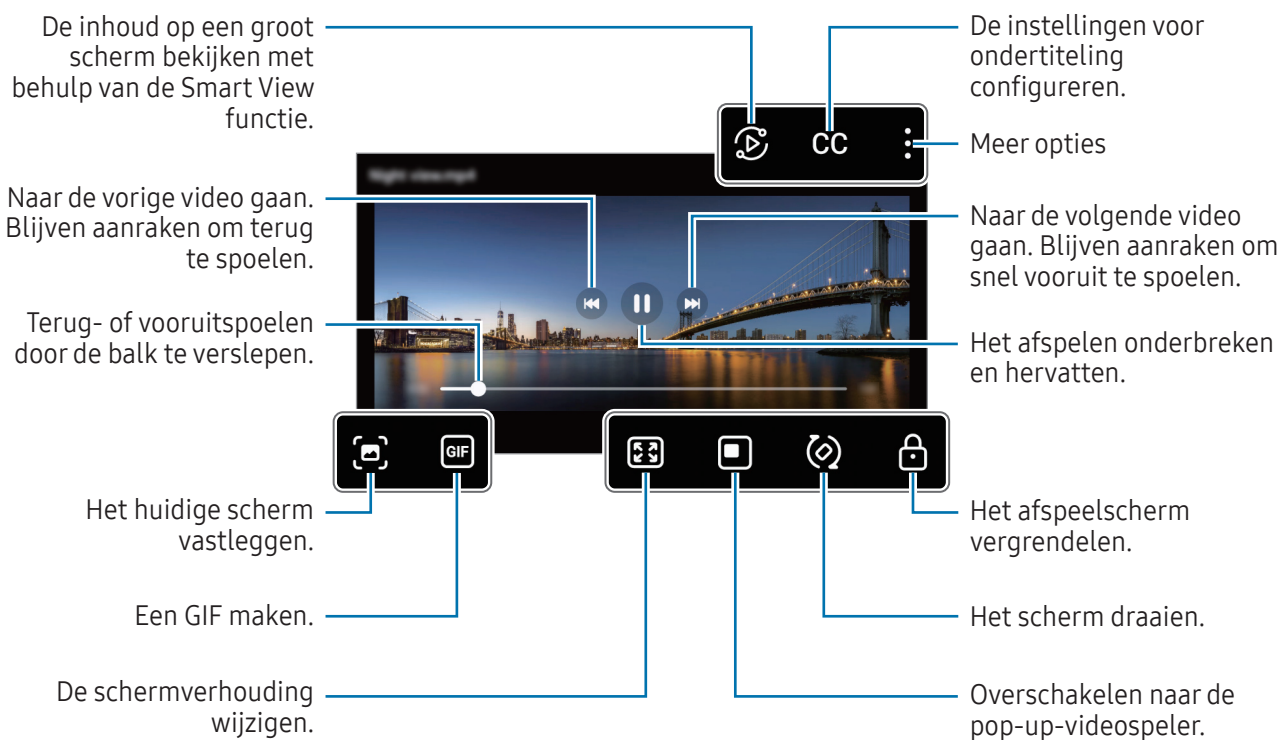 De inhoud op een groot
scherm bekijken met
behulp van de Smart View
functie.
De instellingen voor
ondertiteling
configureren.
CC
Meer opties
Night view.mp4
Naar de vorige video gaan.
Blijven aanraken om terug
te spoelen.
Naar de volgende video
gaan. Blijven aanraken om
snel vooruit te spoelen.
Terug- of vooruitspoelen
door de balk te verslepen.
Het afspelen onderbreken
en hervatten.
GIF
Het huidige scherm
vastleggen.
Het afspeelscherm
vergrendelen.
Een GIF maken.
Het scherm draaien.
De schermverhouding
wijzigen.
Overschakelen naar de
pop-up-videospeler.